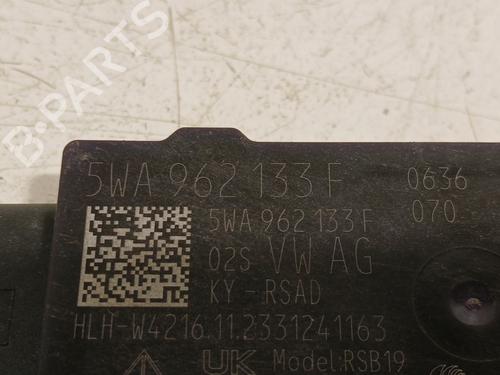 B-PARTS
5WA 962 133 F
0636
070
5WA 962 133 F
02S VW AG
KY-RSAD
HLH-W4216.11.2331241163
UK Model:RSB19